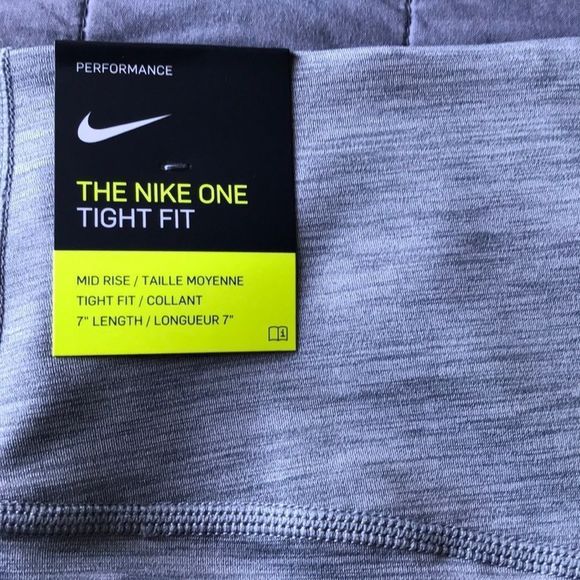 PERFORMANCE
THE NIKE ONE
TIGHT FIT
MID RISE / TAILLE MOYENNE
TIGHT FIT / COLLANT
7" LENGTH / LONGUEUR 7"
i